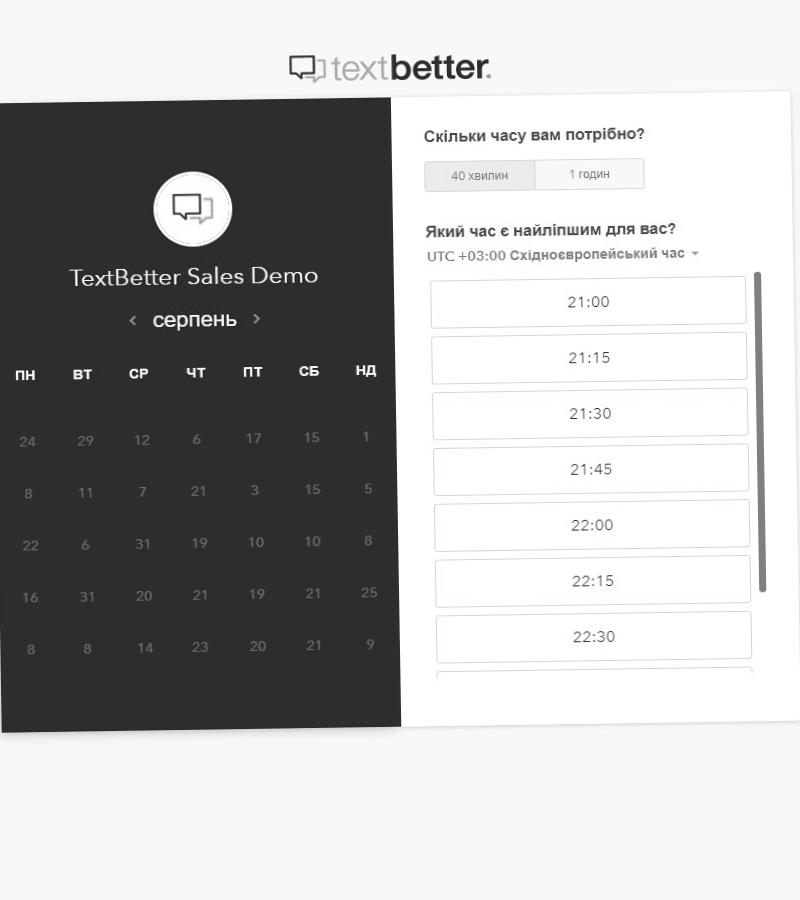 textbetter.
TextBetter Sales Demo
серпень
ПН ВТ СР ЧТ ПТ СБ НД
24 29 12 6 17 15 1
8 11 7 21 3 15 5
22 6 31 19 10 10 8
16 31 20 21 19 21 25
8 8 14 23 20 21 9
Скільки часу вам потрібно?
40 хвилин 1 годин
Який час є найліпшим для вас?
UTC +03:00 Східноєвропейський час
21:00
21:15
21:30
21:45
22:00
22:15
22:30